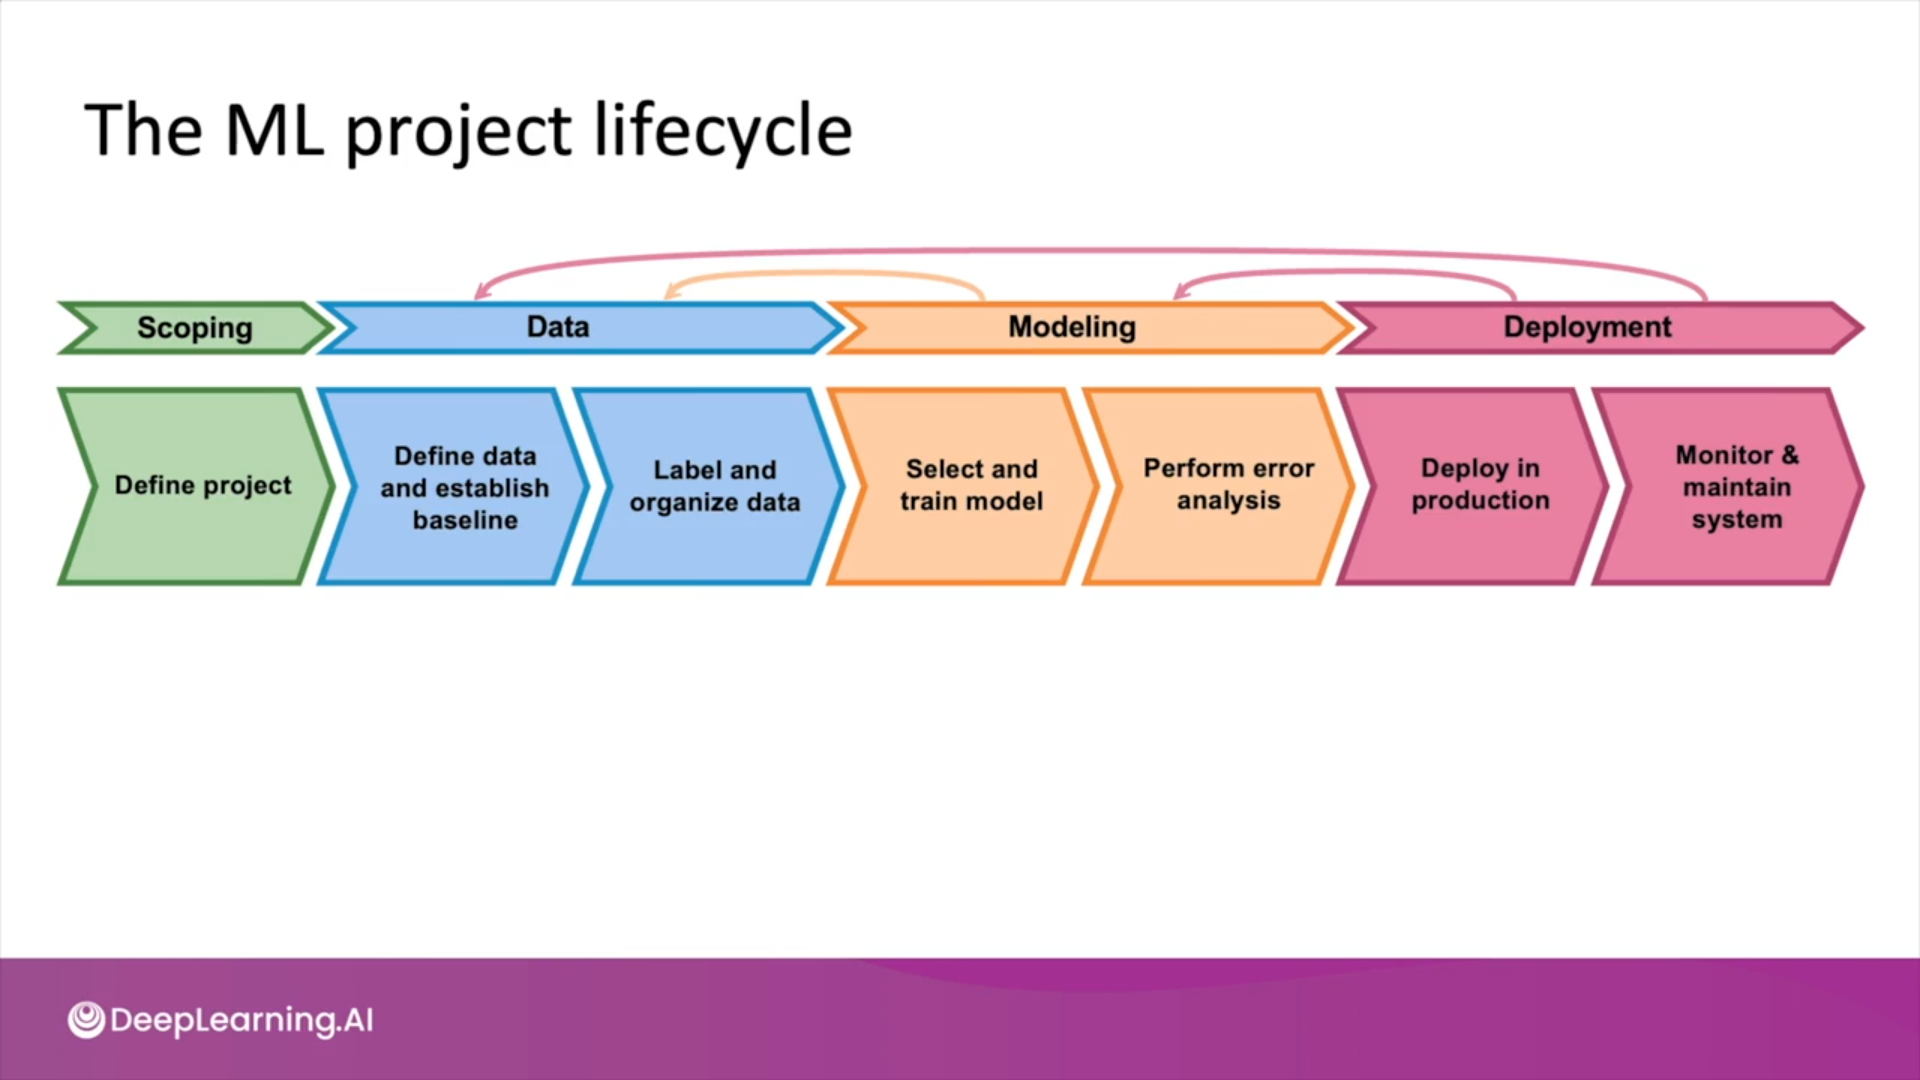 The ML project lifecycle
Scoping
Data
Modeling
Deployment
Define project
Define data
and establish
baseline
Label and
organize data
Select and
train model
Perform error
analysis
Deploy in
production
Monitor &
maintain
system
DeepLearning.AI